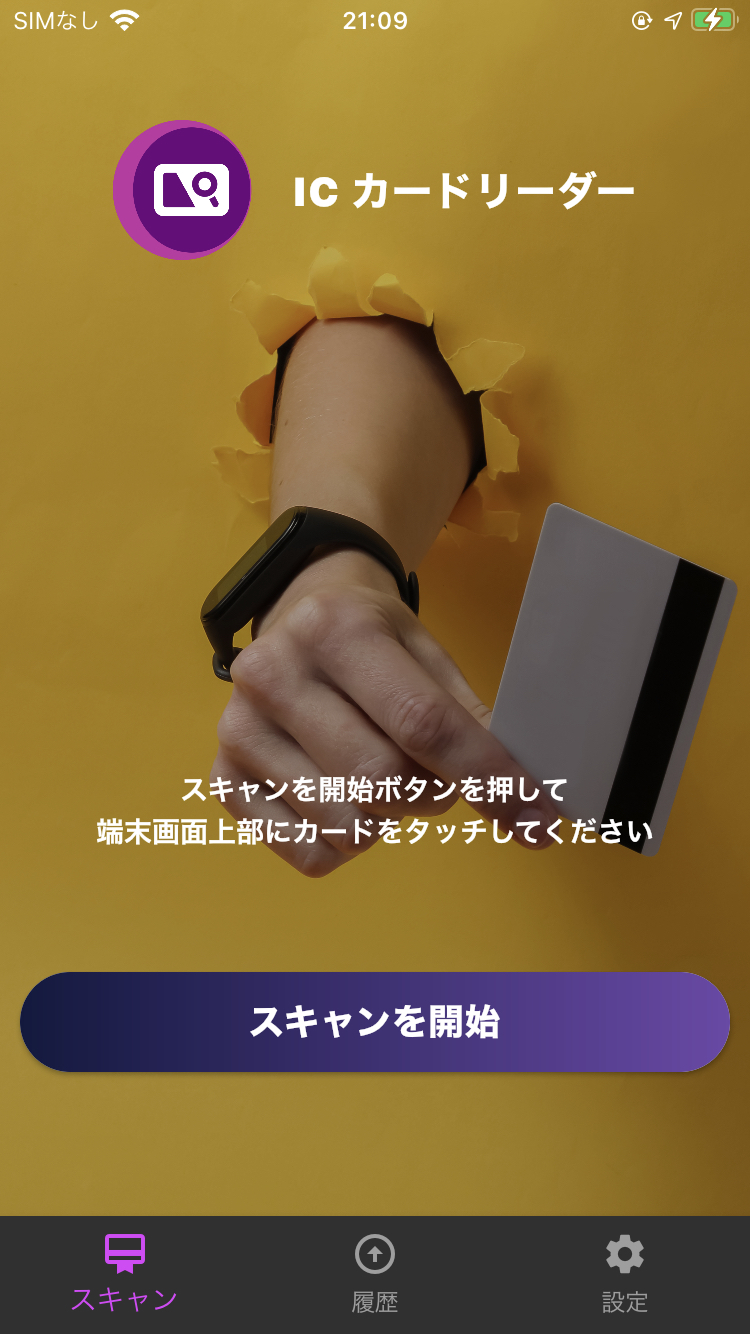 SIMなし
21:09
IC カードリーダー
スキャンを開始ボタンを押して
端末画面上部にカードをタッチしてください
スキャンを開始
スキャン
履歴
設定